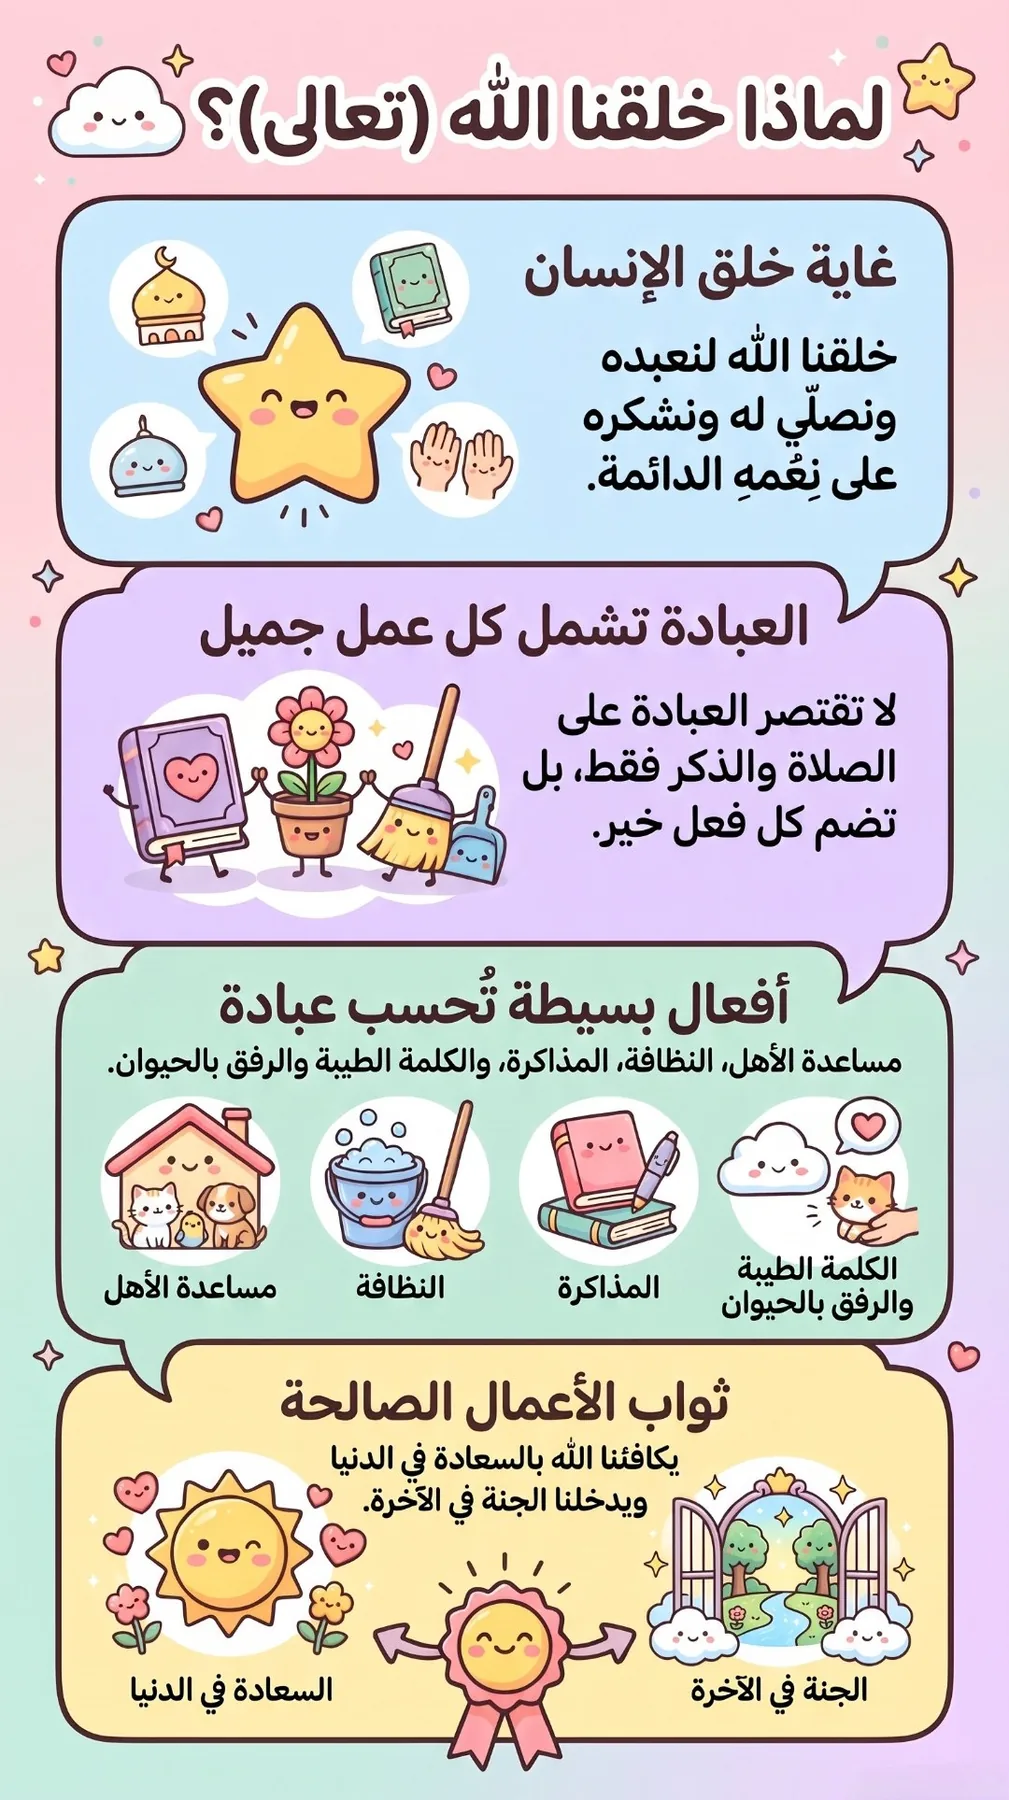 لماذا خلقنا الله (تعالى)؟
غاية خلق الإنسان
خلقنا الله لنعبده
ونصلّي له ونشكره
على نِعُمهِ الدائمة.
العبادة تشمل كل عمل جميل
لا تقتصر العبادة على
الصلاة والذكر فقط، بل
تضم كل فعل خير.
أفعال بسيطة تُحسب عبادة
مساعدة الأهل، النظافة، المذاكرة، والكلمة الطيبة والرفق بالحيوان.
الكلمة الطيبة
والرفق بالحيوان
المذاكرة
النظافة
مساعدة الأهل
ثواب الأعمال الصالحة
يكافئنا الله بالسعادة في الدنيا
ويدخلنا الجنة في الآخرة.
الجنة في الآخرة
السعادة في الدنيا